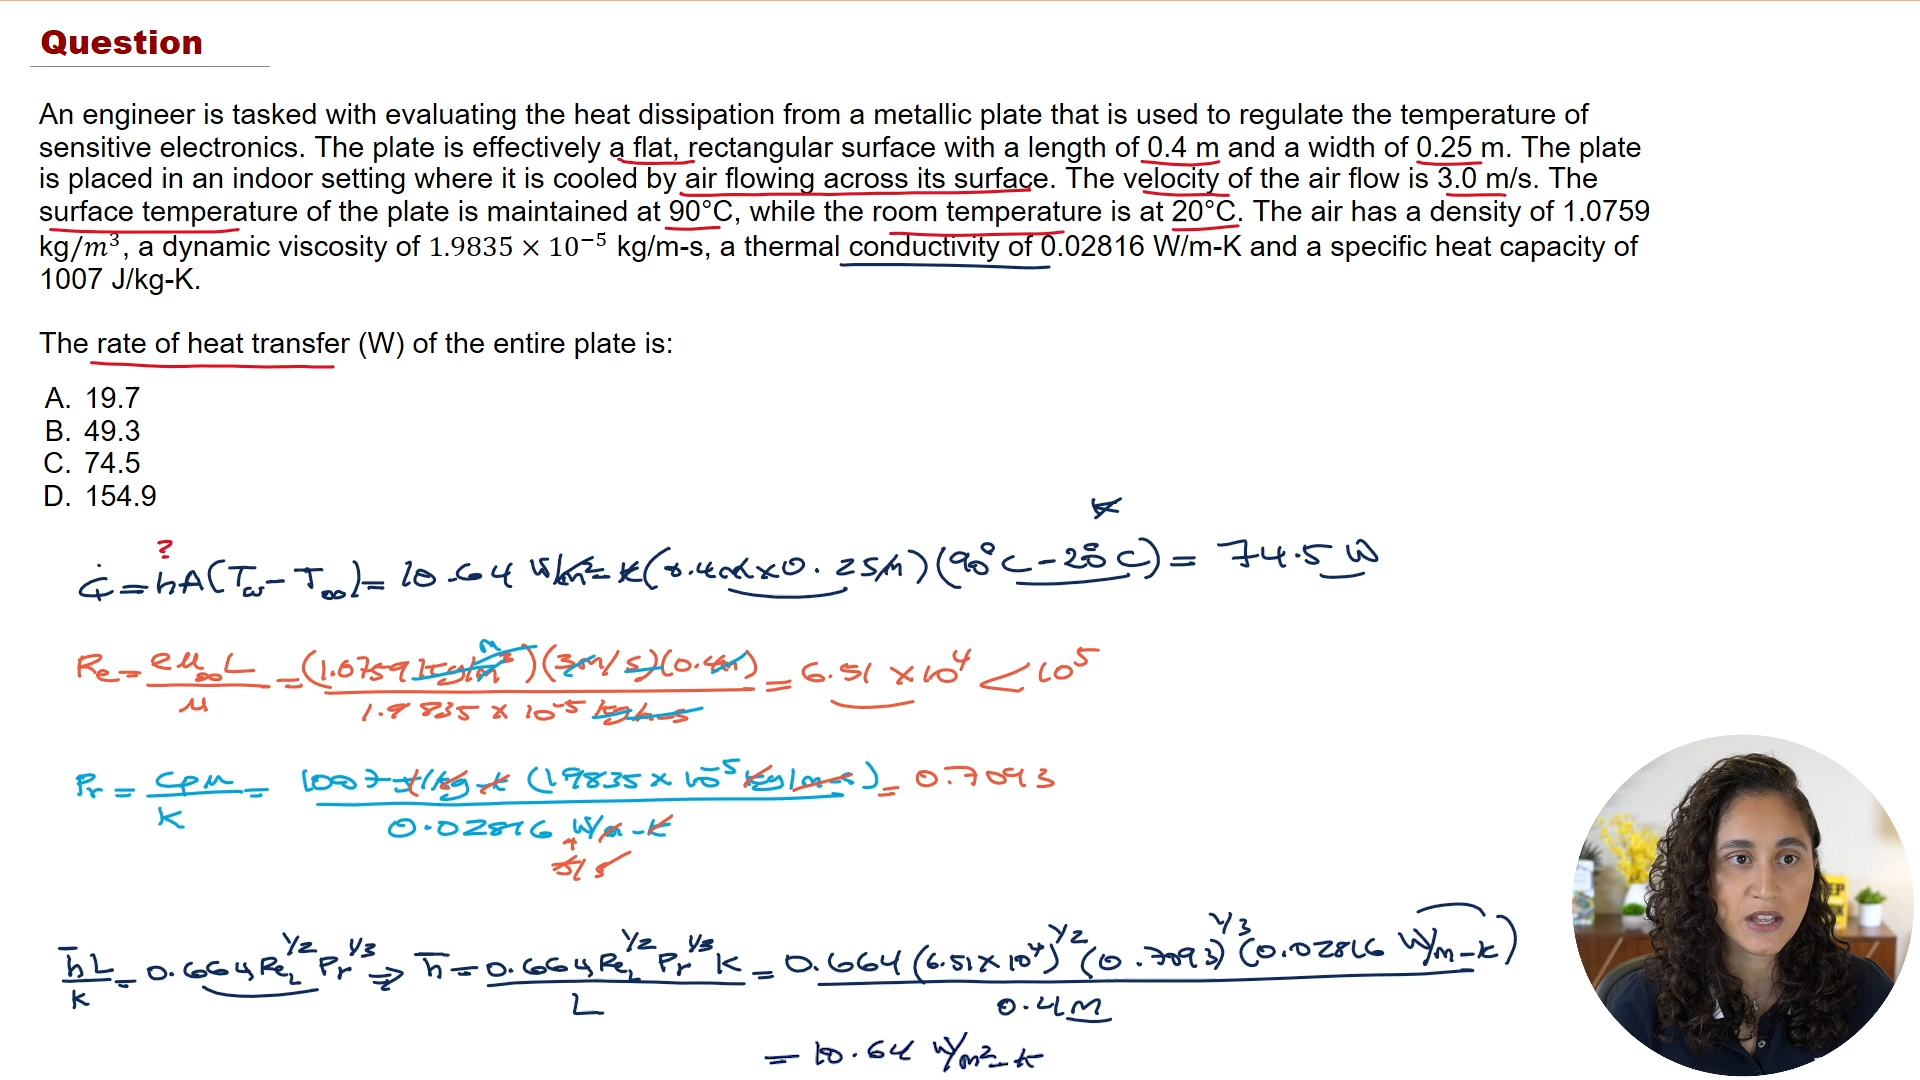 Question
An engineer is tasked with evaluating the heat dissipation from a metallic plate that is used to regulate the temperature of
sensitive electronics. The plate is effectively a flat, rectangular surface with a length of 0.4 m and a width of 0.25 m. The plate
is placed in an indoor setting where it is cooled by air flowing across its surface. The velocity of the air flow is 3.0 m/s. The
surface temperature of the plate is maintained at 90°C, while the room temperature is at 20°C. The air has a density of 1.0759
kg/m³, a dynamic viscosity of 1.9835 × 10⁻⁵ kg/m-s, a thermal conductivity of 0.02816 W/m-K and a specific heat capacity of
1007 J/kg-K.
The rate of heat transfer (W) of the entire plate is:
A. 19.7
B. 49.3
C. 74.5
D. 154.9
K
?
q̇ = hA(Tw - T∞) = 10.64 W/m²-K (0.4m x 0.25m) (90°C - 20°C) = 74.5 W
m
Re = ρu∞L / μ = (1.0759 kg/m³)(3m/s)(0.4m) / 1.9835 x 10⁻⁵ kg/m-s = 6.51 x 10⁴ < 10⁵
Pr = Cpμ / K = 1007 J/kg-K (1.9835 x 10⁻⁵ kg/m-s) / 0.02816 W/m-K = 0.7093
J/s
h̄L / K = 0.664 Re_L^1/2 Pr^1/3 ⇒ h̄ = 0.664 Re_L^1/2 Pr^1/3 K / L = 0.664 (6.51 x 10⁴)^1/2 (0.7093)^1/3 (0.02816 W/m-K) / 0.4 m
= 10.64 W/m²-K